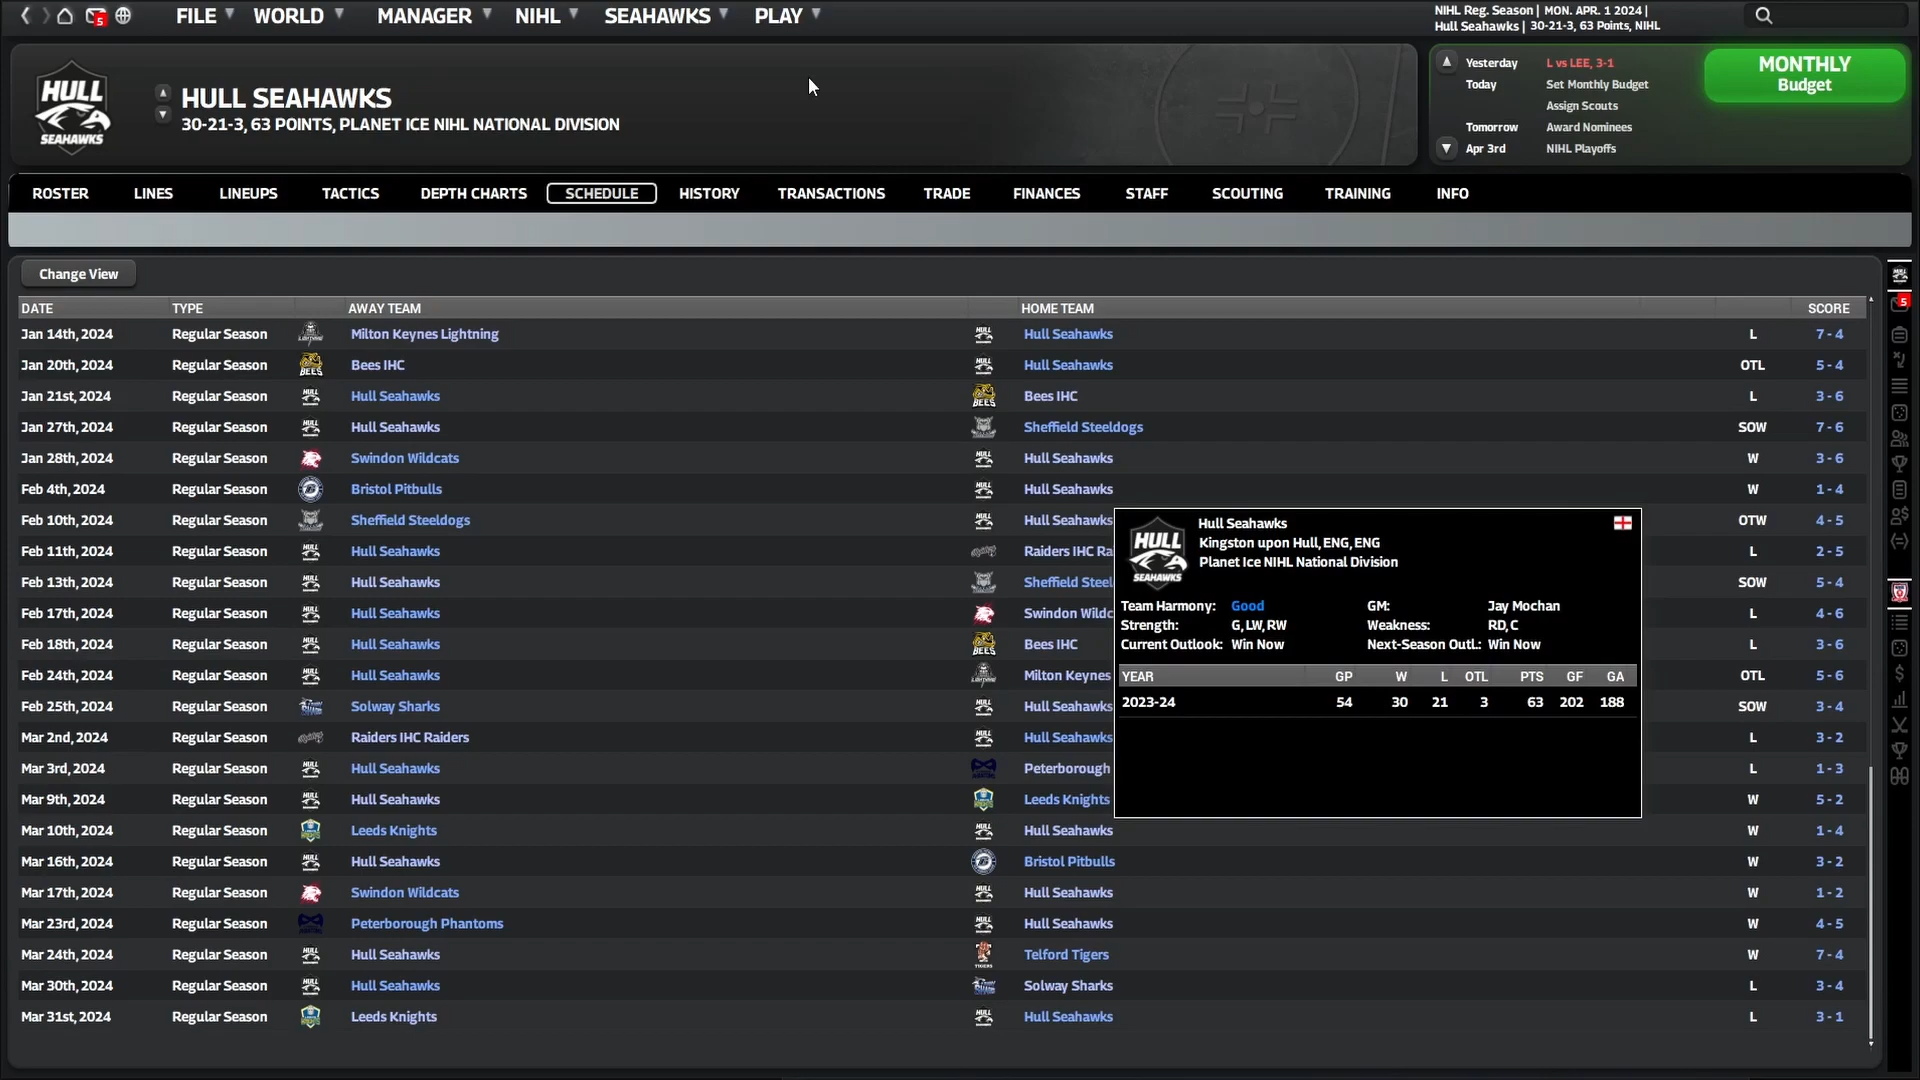 FILE WORLD MANAGER NIHL SEAHAWKS PLAY
NIHL Reg. Season | MON. APR. 1 2024 |
Hull Seahawks | 30-21-3, 63 Points, NIHL
5
HULL SEAHAWKS
HULL SEAHAWKS
30-21-3, 63 POINTS, PLANET ICE NIHL NATIONAL DIVISION
Yesterday L vs LEE, 3-1
Today Set Monthly Budget
Assign Scouts
Tomorrow Award Nominees
Apr 3rd NIHL Playoffs
MONTHLY
Budget
ROSTER LINES LINEUPS TACTICS DEPTH CHARTS SCHEDULE HISTORY TRANSACTIONS TRADE FINANCES STAFF SCOUTING TRAINING INFO
Change View
DATE TYPE AWAY TEAM HOME TEAM SCORE
5
Jan 14th, 2024 Regular Season Milton Keynes Lightning Hull Seahawks L 7 - 4
Jan 20th, 2024 Regular Season Bees IHC Hull Seahawks OTL 5 - 4
Jan 21st, 2024 Regular Season Hull Seahawks Bees IHC L 3 - 6
Jan 27th, 2024 Regular Season Hull Seahawks Sheffield Steeldogs SOW 7 - 6
Jan 28th, 2024 Regular Season Swindon Wildcats Hull Seahawks W 3 - 6
Feb 4th, 2024 Regular Season Bristol Pitbulls Hull Seahawks W 1 - 4
Feb 10th, 2024 Regular Season Sheffield Steeldogs Hull Seahawks OTW 4 - 5
Feb 11th, 2024 Regular Season Hull Seahawks Raiders IHC Ra L 2 - 5
Feb 13th, 2024 Regular Season Hull Seahawks Sheffield Steel SOW 5 - 4
Feb 17th, 2024 Regular Season Hull Seahawks Swindon Wildc L 4 - 6
Feb 18th, 2024 Regular Season Hull Seahawks Bees IHC L 3 - 6
Feb 24th, 2024 Regular Season Hull Seahawks Milton Keynes OTL 5 - 6
Feb 25th, 2024 Regular Season Solway Sharks Hull Seahawks SOW 3 - 4
Mar 2nd, 2024 Regular Season Raiders IHC Raiders Hull Seahawks L 3 - 2
Mar 3rd, 2024 Regular Season Hull Seahawks Peterborough L 1 - 3
Mar 9th, 2024 Regular Season Hull Seahawks Leeds Knights W 5 - 2
Mar 10th, 2024 Regular Season Leeds Knights Hull Seahawks W 1 - 4
Mar 16th, 2024 Regular Season Hull Seahawks Bristol Pitbulls W 3 - 2
Mar 17th, 2024 Regular Season Swindon Wildcats Hull Seahawks W 1 - 2
Mar 23rd, 2024 Regular Season Peterborough Phantoms Hull Seahawks W 4 - 5
Mar 24th, 2024 Regular Season Hull Seahawks Telford Tigers W 7 - 4
Mar 30th, 2024 Regular Season Hull Seahawks Solway Sharks L 3 - 4
Mar 31st, 2024 Regular Season Leeds Knights Hull Seahawks L 3 - 1
HULL SEAHAWKS
Hull Seahawks
Kingston upon Hull, ENG, ENG
Planet Ice NIHL National Division
Team Harmony: Good GM: Jay Mochan
Strength: G, LW, RW Weakness: RD, C
Current Outlook: Win Now Next-Season Outl.: Win Now
YEAR GP W L OTL PTS GF GA
2023-24 54 30 21 3 63 202 188